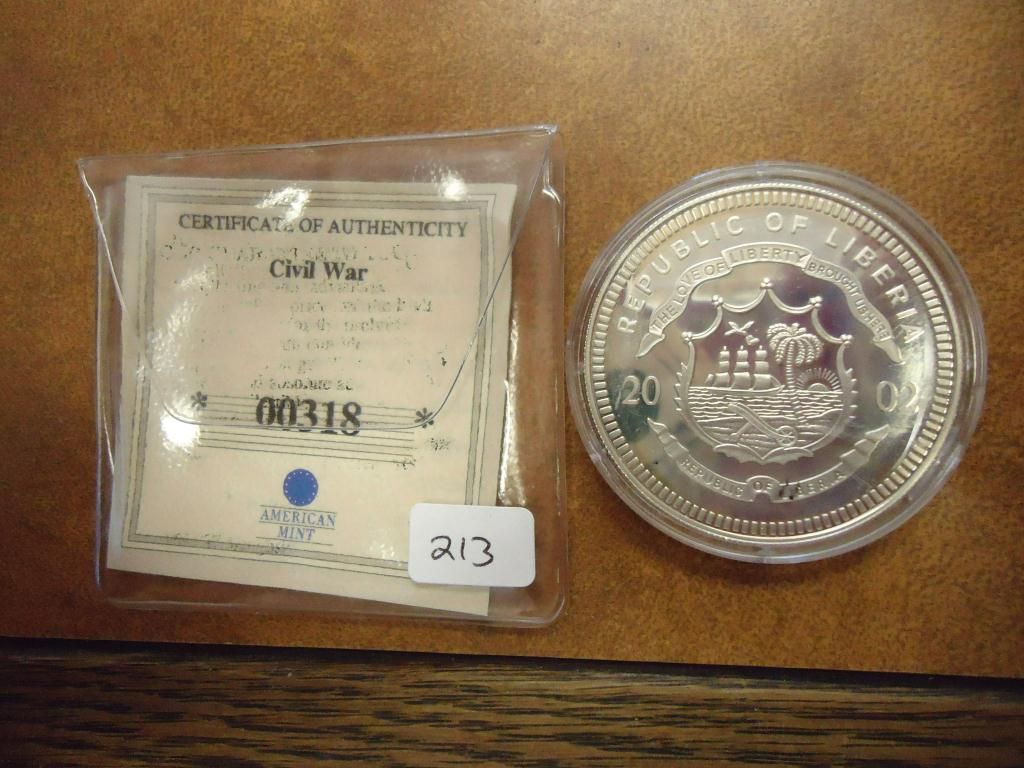 CERTIFICATE OF AUTHENTICITY
Civil War
* 00318 *
AMERICAN
MINT
213
REPUBLIC OF LIBERIA
THE LOVE OF LIBERTY BROUGHT US HERE
20 02
REPUBLIC OF LIBERIA